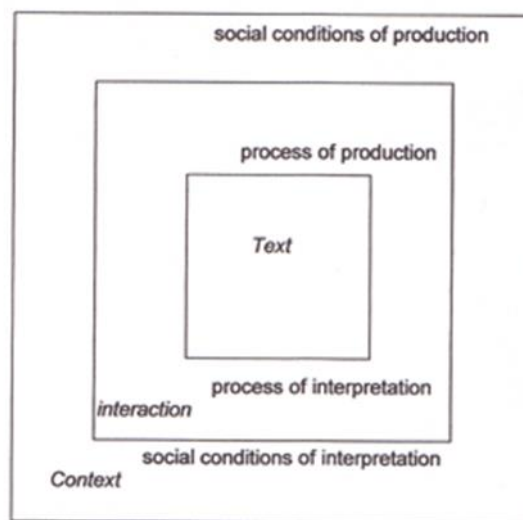 social conditions of production
process of production
Text
process of interpretation
interaction
social conditions of interpretation
Context